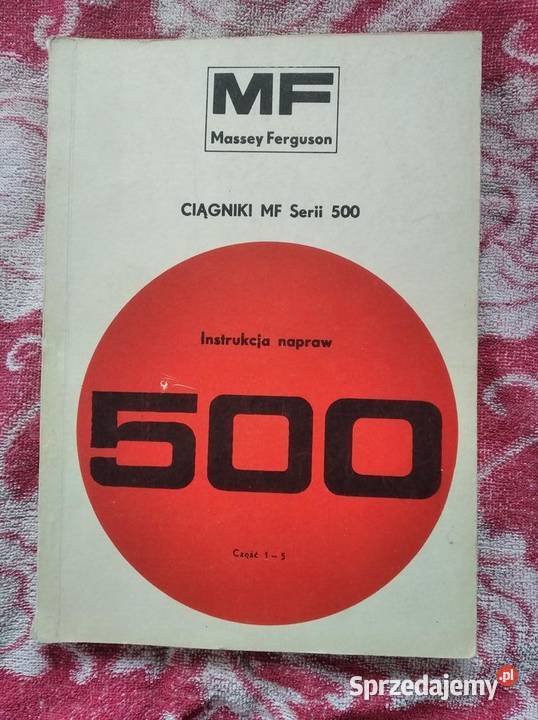 MF
Massey Ferguson
CIĄGNIKI MF Serii 500
Instrukcja napraw
500
Część 1-5
Sprzedajemy.pl